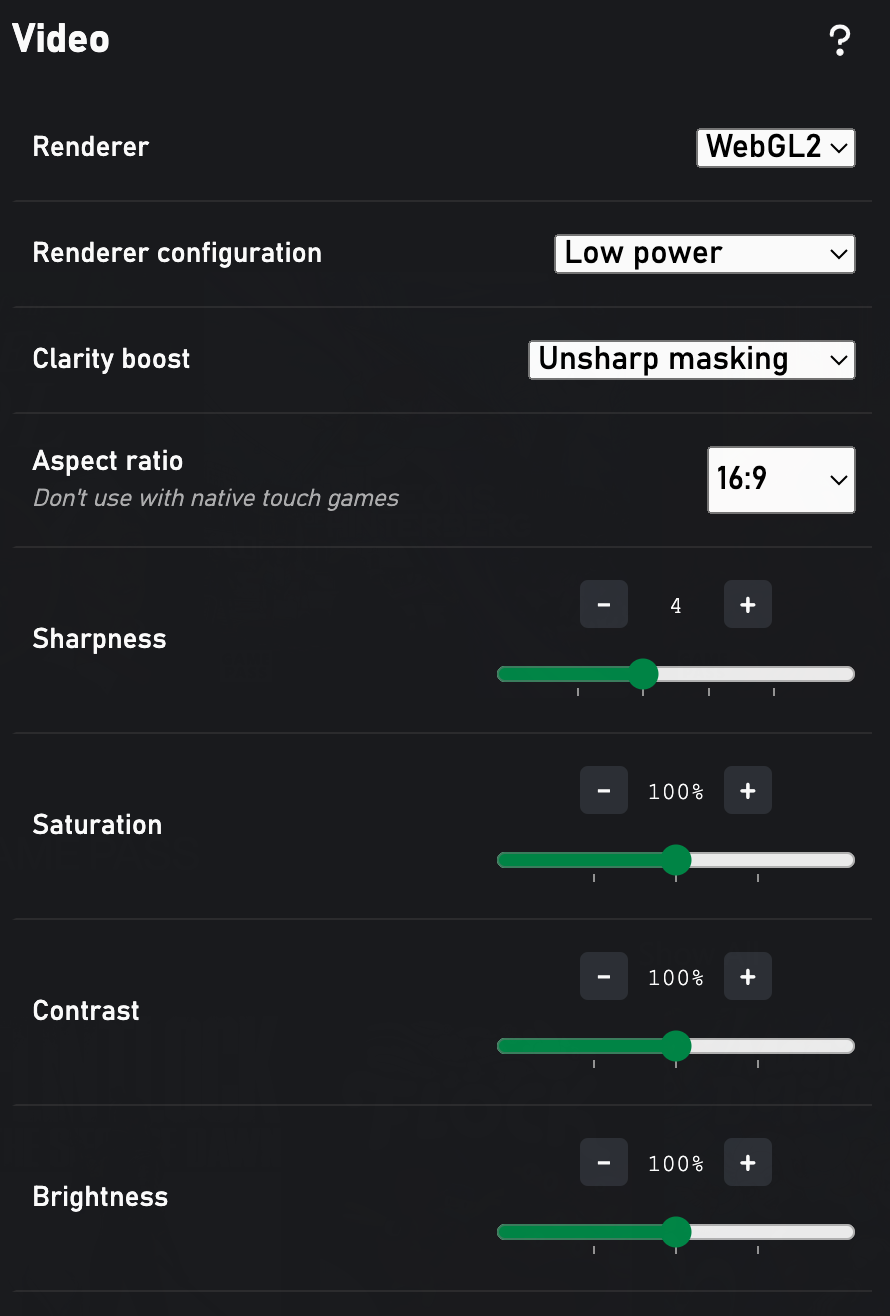 Video
?
Renderer
WebGL2
Renderer configuration
Low power
Clarity boost
Unsharp masking
Aspect ratio
Don't use with native touch games
16:9
Sharpness
- 4 +
Saturation
- 100% +
Contrast
- 100% +
Brightness
- 100% +